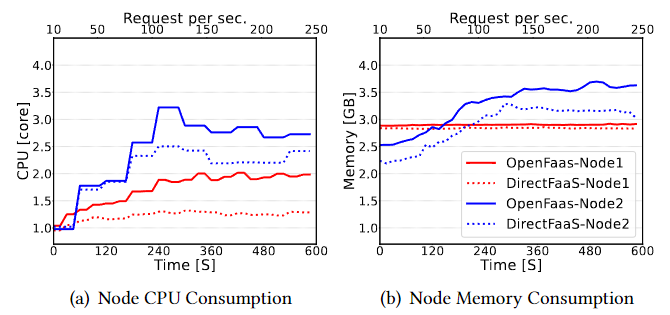 Request per sec.
10 50 100 150 200 250
4.0
3.5
3.0
2.5
2.0
1.5
1.0
CPU [core]
0 120 240 360 480 600
Time [S]
(a) Node CPU Consumption
Request per sec.
10 50 100 150 200 250
4.0
3.5
3.0
2.5
2.0
1.5
1.0
Memory [GB]
OpenFaas-Node1
DirectFaaS-Node1
OpenFaas-Node2
DirectFaaS-Node2
0 120 240 360 480 600
Time [S]
(b) Node Memory Consumption